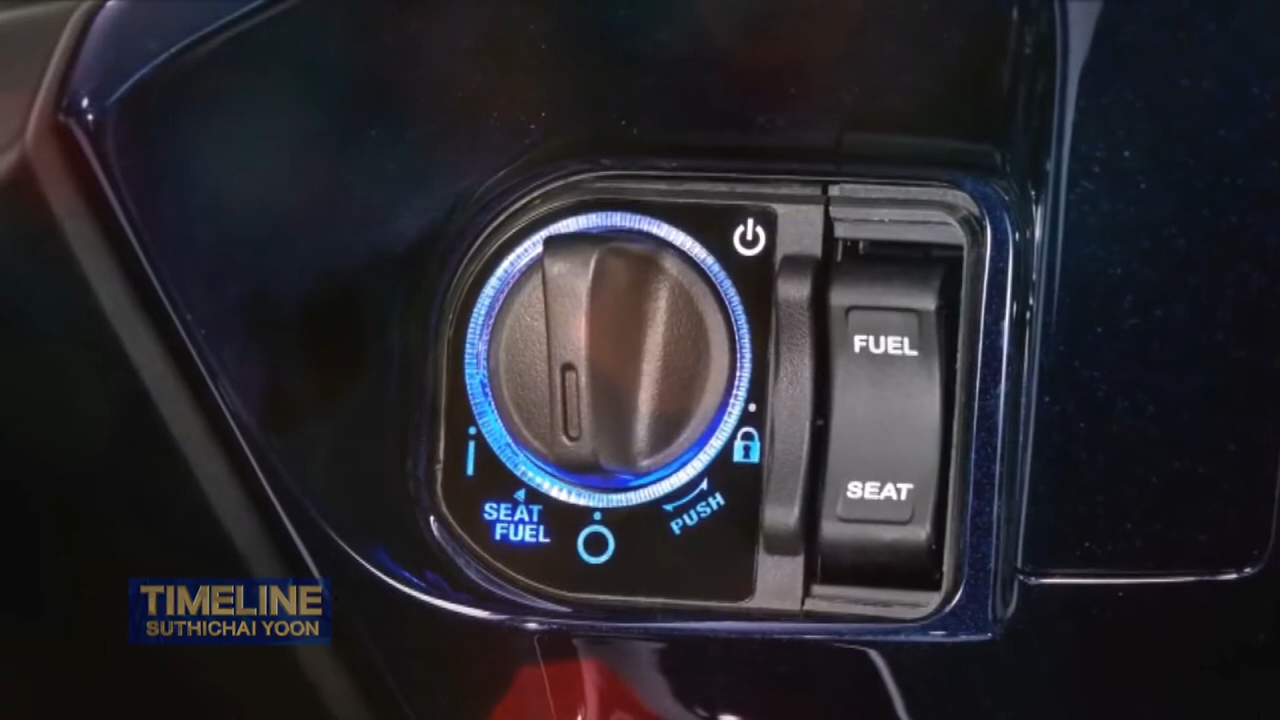 FUEL
SEAT
SEAT
FUEL
PUSH
TIMELINE
SUTHICHAI YOON